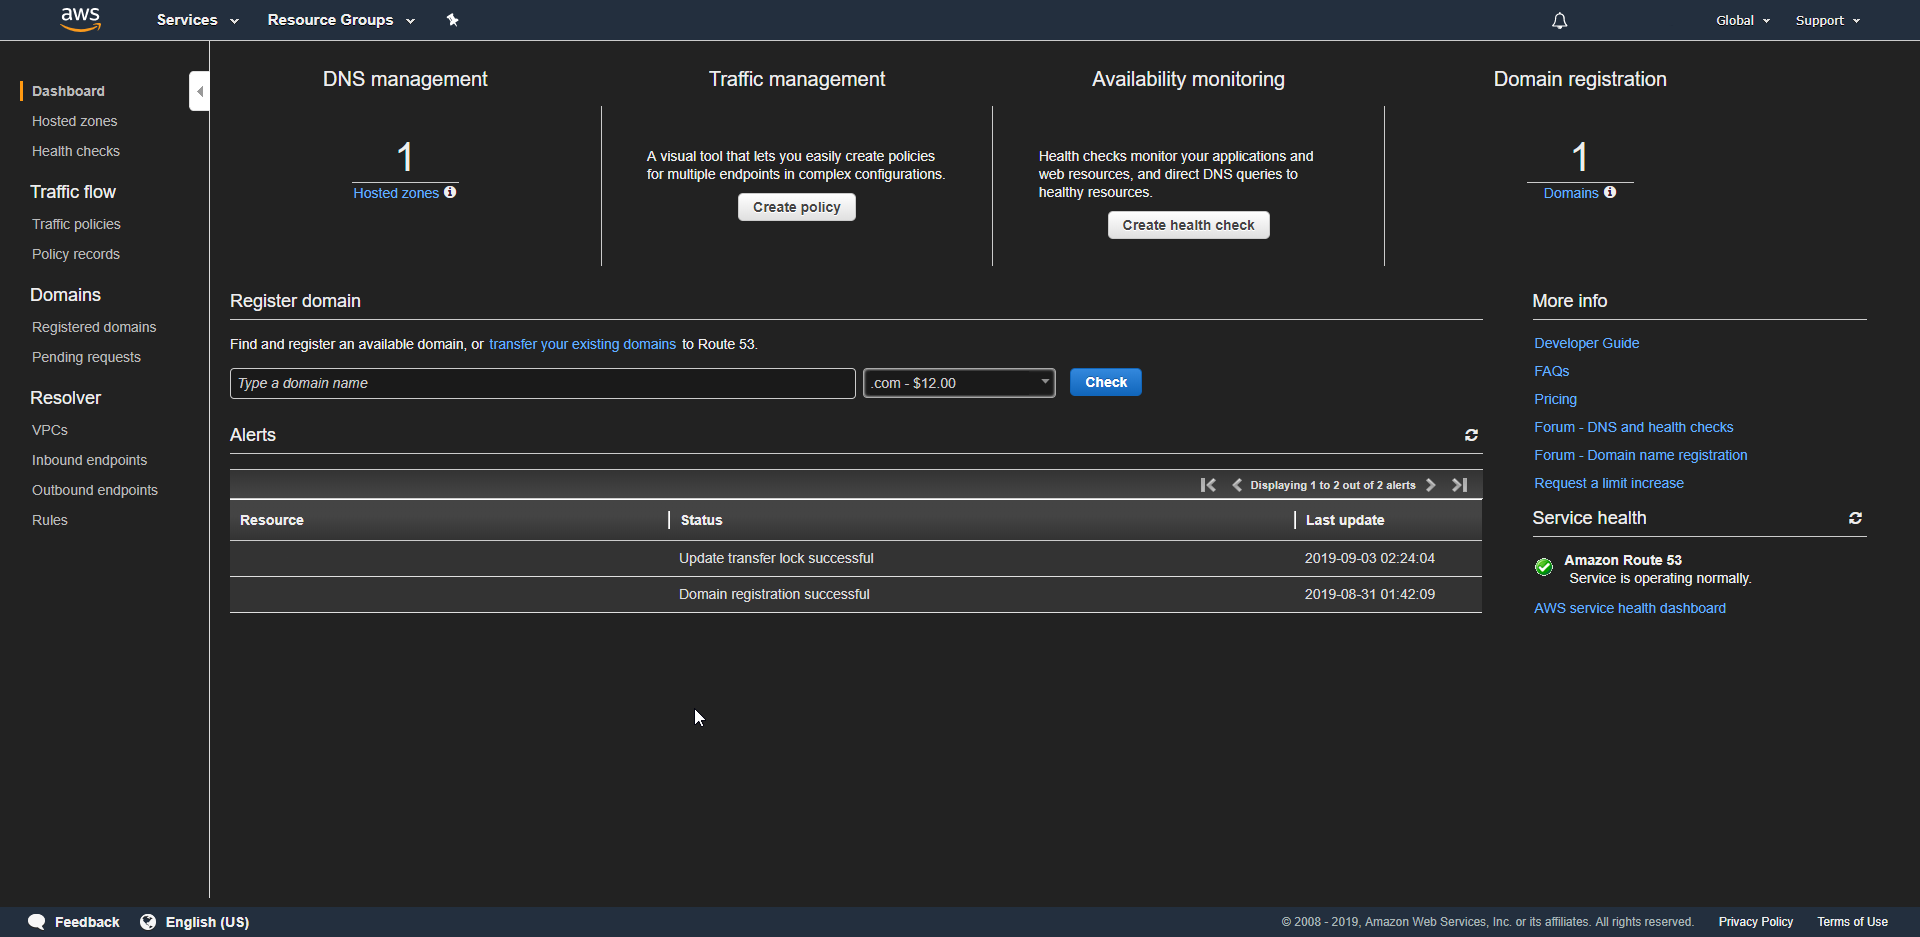 aws Services Resource Groups Global Support
Dashboard
Hosted zones
Health checks
Traffic flow
Traffic policies
Policy records
Domains
Registered domains
Pending requests
Resolver
VPCs
Inbound endpoints
Outbound endpoints
Rules
DNS management
1
Hosted zones
Traffic management
A visual tool that lets you easily create policies
for multiple endpoints in complex configurations.
Create policy
Availability monitoring
Health checks monitor your applications and
web resources, and direct DNS queries to
healthy resources.
Create health check
Domain registration
1
Domains
Register domain
Find and register an available domain, or transfer your existing domains to Route 53.
Type a domain name .com - $12.00 Check
Alerts
Displaying 1 to 2 out of 2 alerts
Resource Status Last update
Update transfer lock successful 2019-09-03 02:24:04
Domain registration successful 2019-08-31 01:42:09
More info
Developer Guide
FAQs
Pricing
Forum - DNS and health checks
Forum - Domain name registration
Request a limit increase
Service health
Amazon Route 53
Service is operating normally.
AWS service health dashboard
Feedback English (US) © 2008 - 2019, Amazon Web Services, Inc. or its affiliates. All rights reserved. Privacy Policy Terms of Use